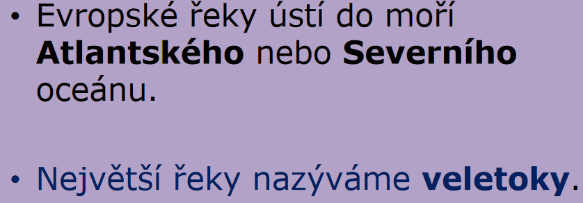 • Evropské řeky ústí do moří
Atlantského nebo Severního
oceánu.
• Největší řeky nazýváme veletoky.